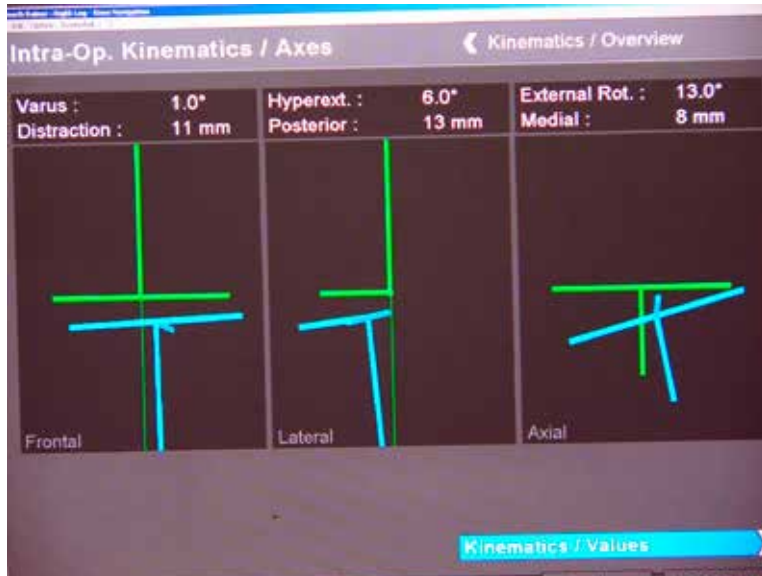 Intra-Op. Kinematics / Axes
❮ Kinematics / Overview
Varus : 1.0°
Distraction : 11 mm
Hyperext. : 6.0°
Posterior : 13 mm
External Rot. : 13.0°
Medial : 8 mm
Frontal
Lateral
Axial
Kinematics / Values